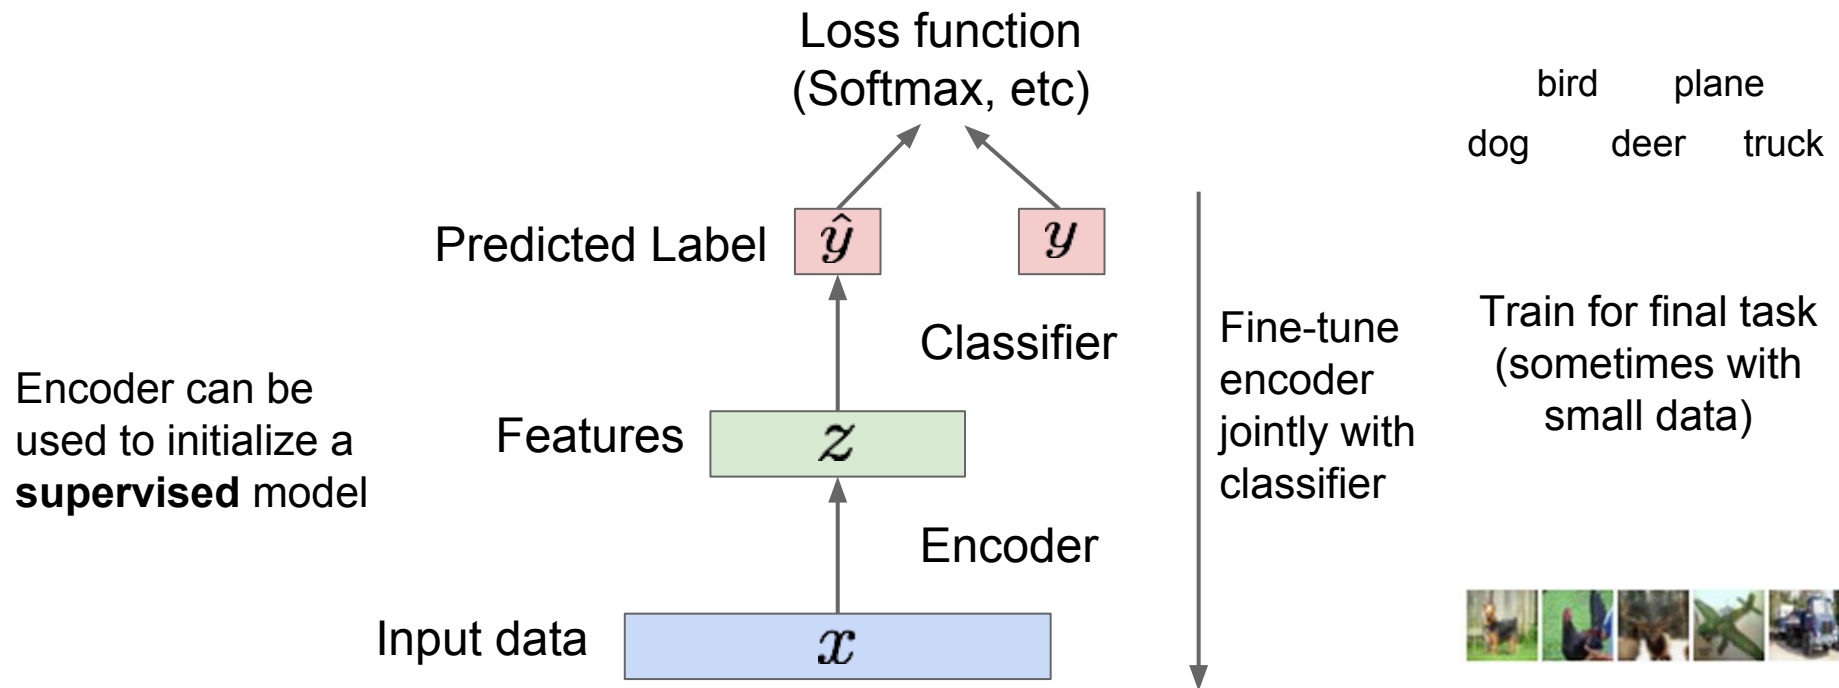 Loss function
(Softmax, etc)
bird plane
dog deer truck
Predicted Label
ŷ
y
Classifier
Fine-tune
encoder
jointly with
classifier
Train for final task
(sometimes with
small data)
Encoder can be
used to initialize a
supervised model
Features
z
Encoder
Input data
x